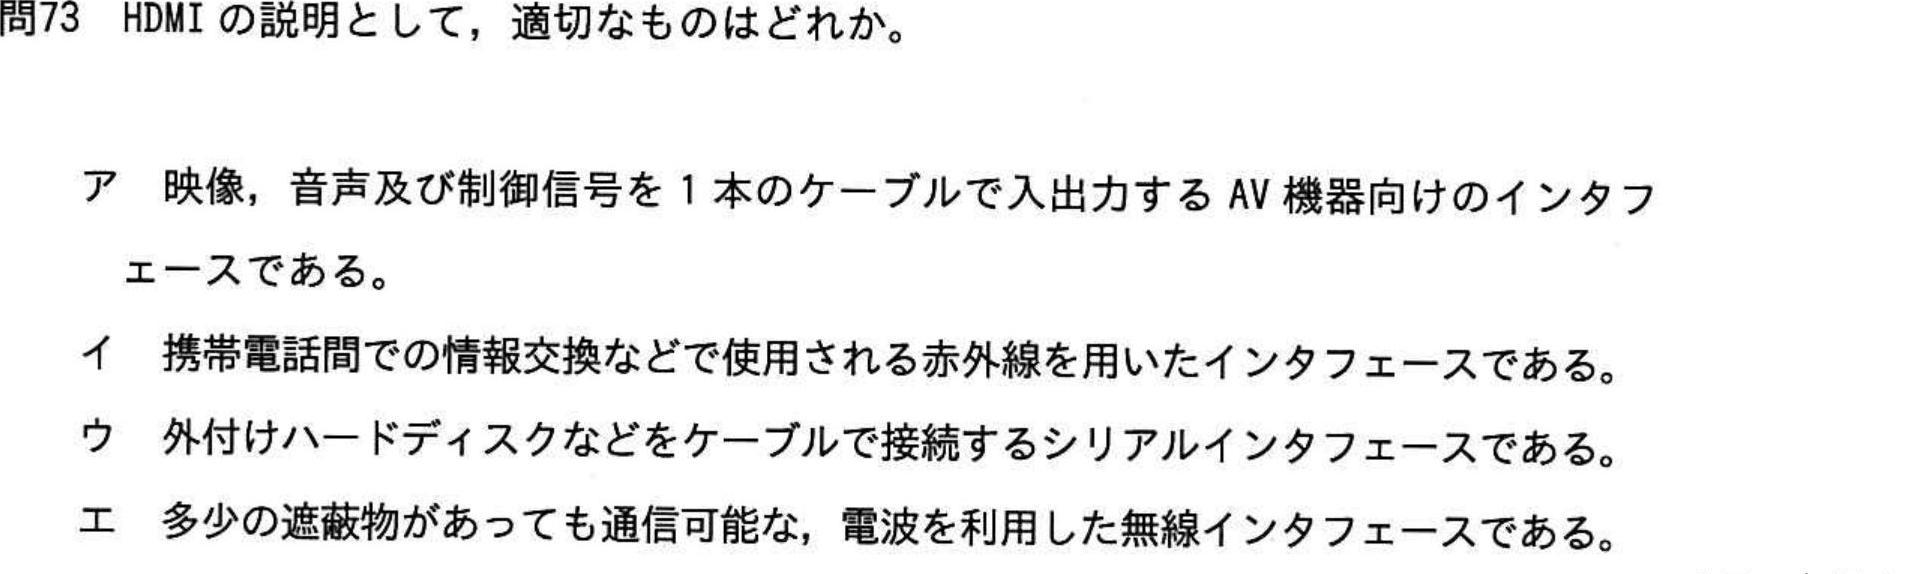 問73 HDMI の説明として，適切なものはどれか。
ア 映像，音声及び制御信号を 1 本のケーブルで入出力する AV 機器向けのインタフ
ェースである。
イ 携帯電話間での情報交換などで使用される赤外線を用いたインタフェースである。
ウ 外付けハードディスクなどをケーブルで接続するシリアルインタフェースである。
エ 多少の遮蔽物があっても通信可能な，電波を利用した無線インタフェースである。